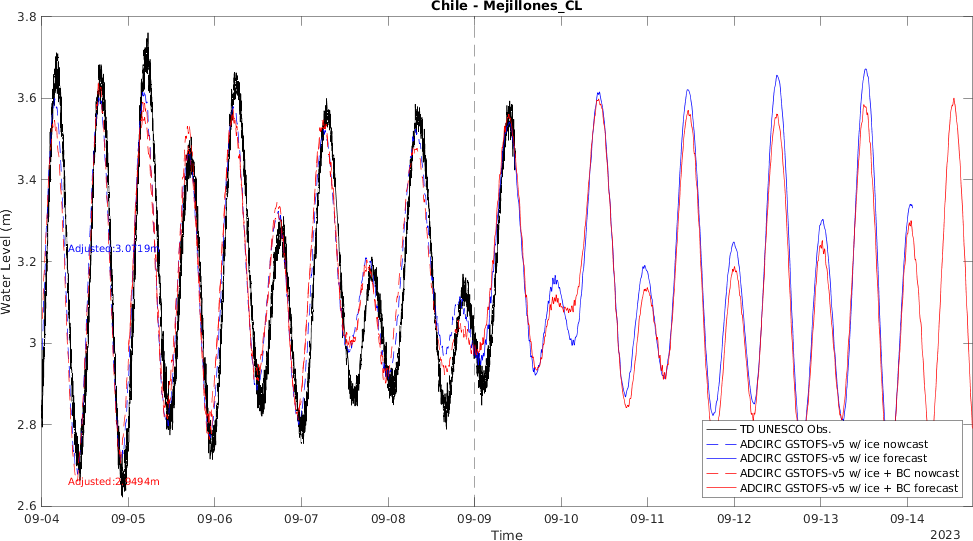 Chile - Mejillones_CL
3.8
3.6
3.4
3.2
3
2.8
2.6
Water Level (m)
Adjusted:3.0719m
Adjusted:2.9494m
TD UNESCO Obs.
ADCIRC GSTOFS-v5 w/ ice nowcast
ADCIRC GSTOFS-v5 w/ ice forecast
ADCIRC GSTOFS-v5 w/ ice + BC nowcast
ADCIRC GSTOFS-v5 w/ ice + BC forecast
09-04 09-05 09-06 09-07 09-08 09-09 09-10 09-11 09-12 09-13 09-14
Time
2023